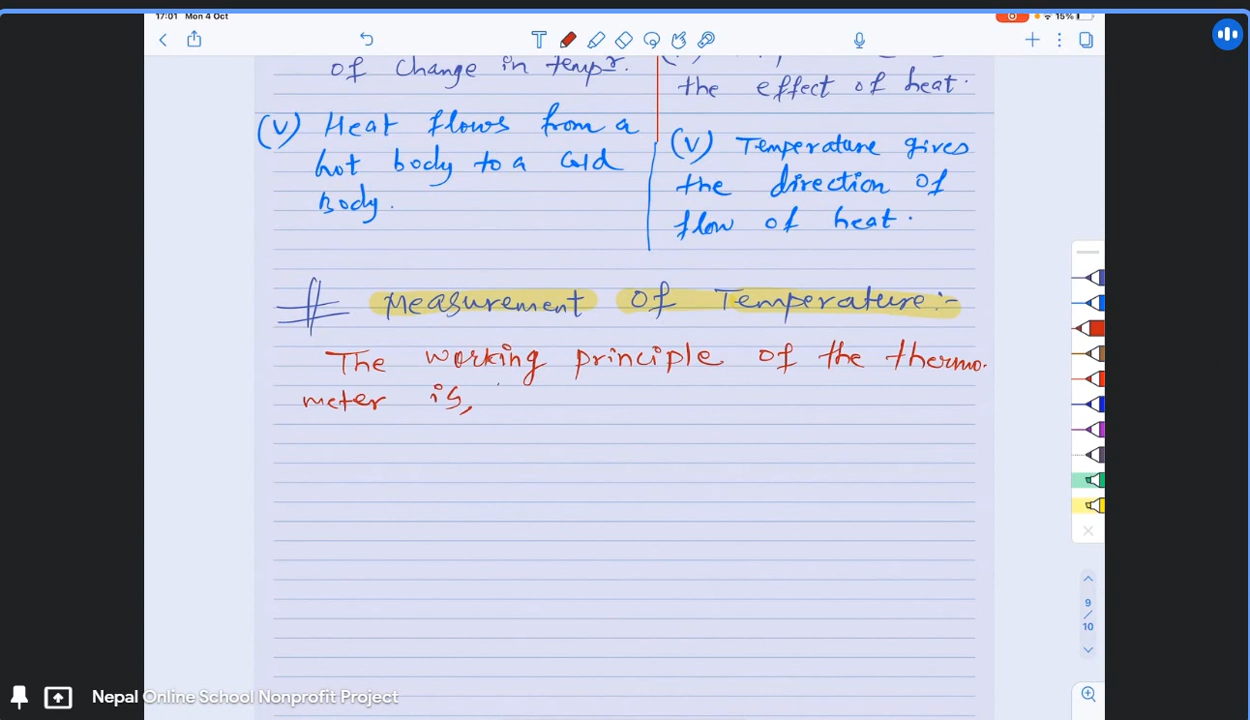 17:01 Mon 4 Oct
15%
of change in tempr.
the effect of heat.
(v) Heat flows from a
hot body to a cold
body.
(v) Temperature gives
the direction of
flow of heat.
# Measurement of Temperature:-
The working principle of the thermo-
meter is,
9
/
10
Nepal Online School Nonprofit Project